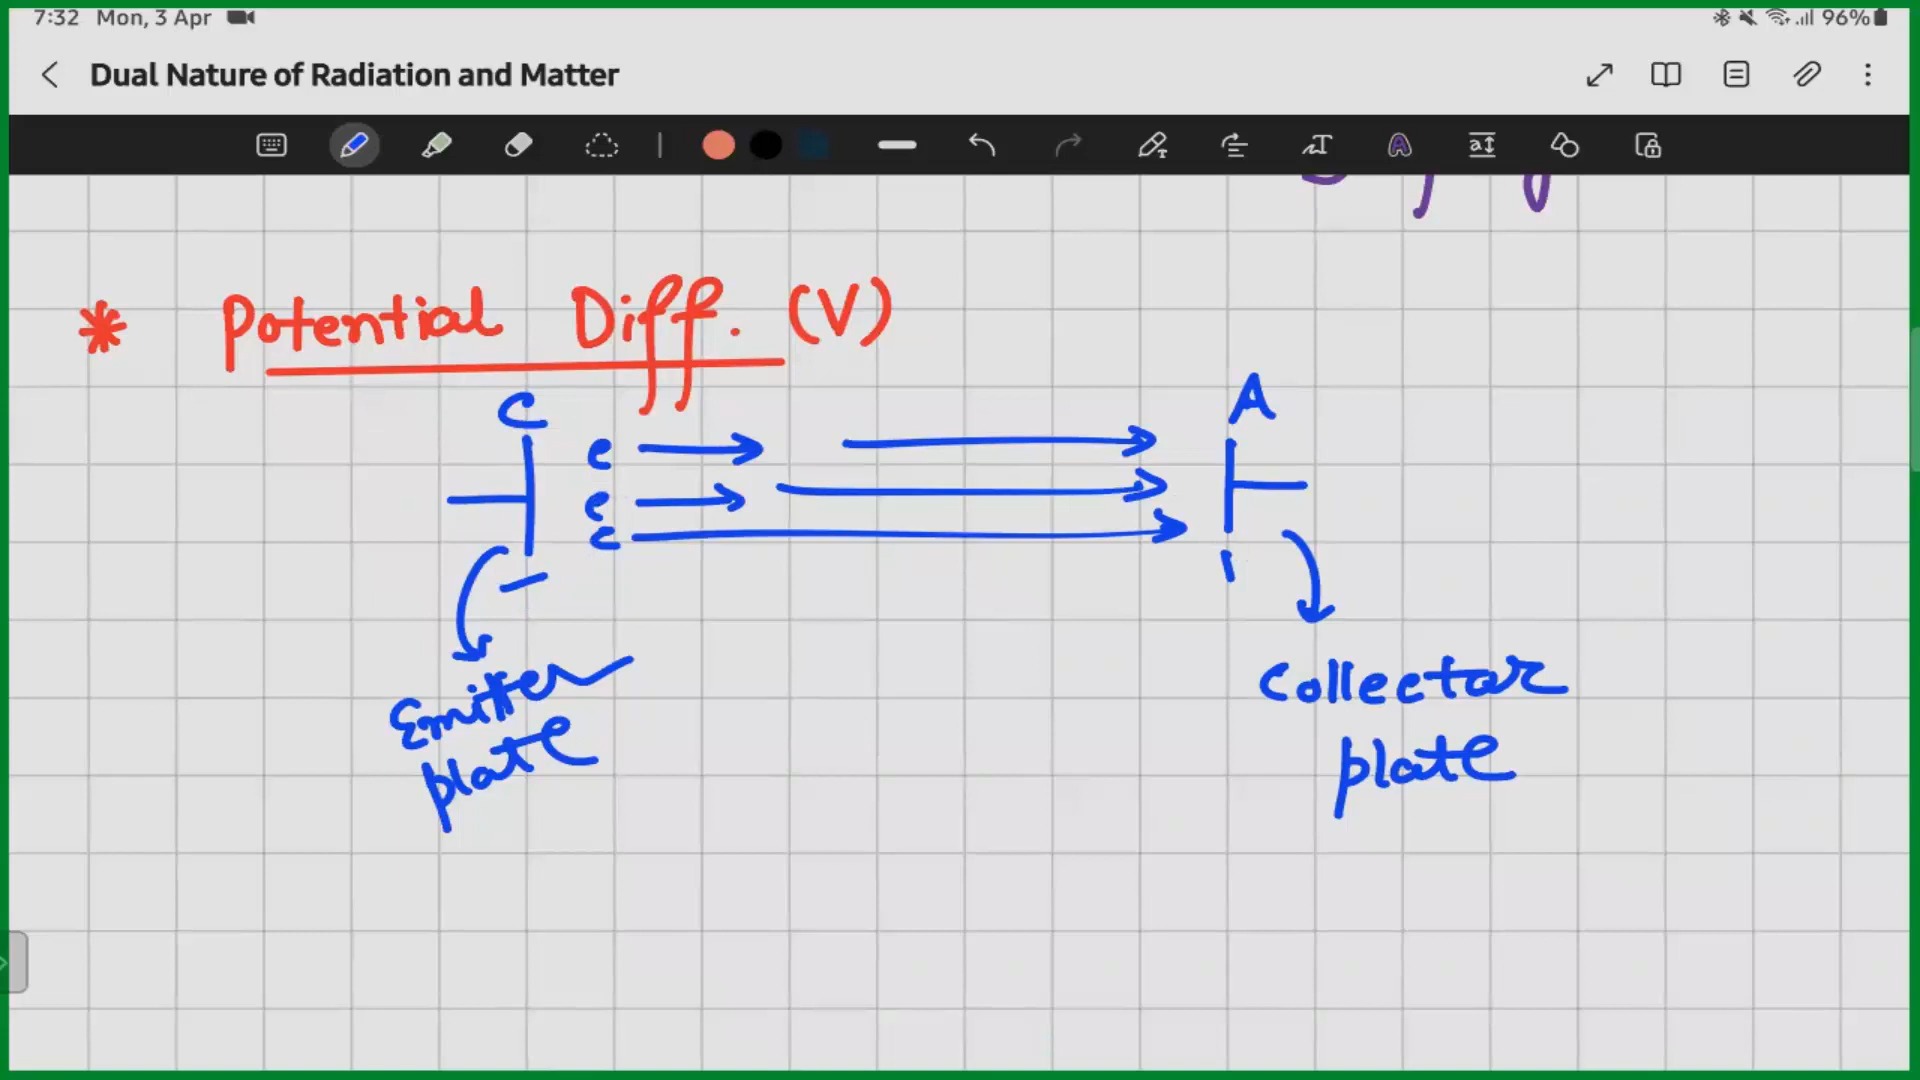 7:32 Mon, 3 Apr 96%
Dual Nature of Radiation and Matter
* Potential Diff. (V)
C A
e
e
e
Emitter
plate
Collector
plate